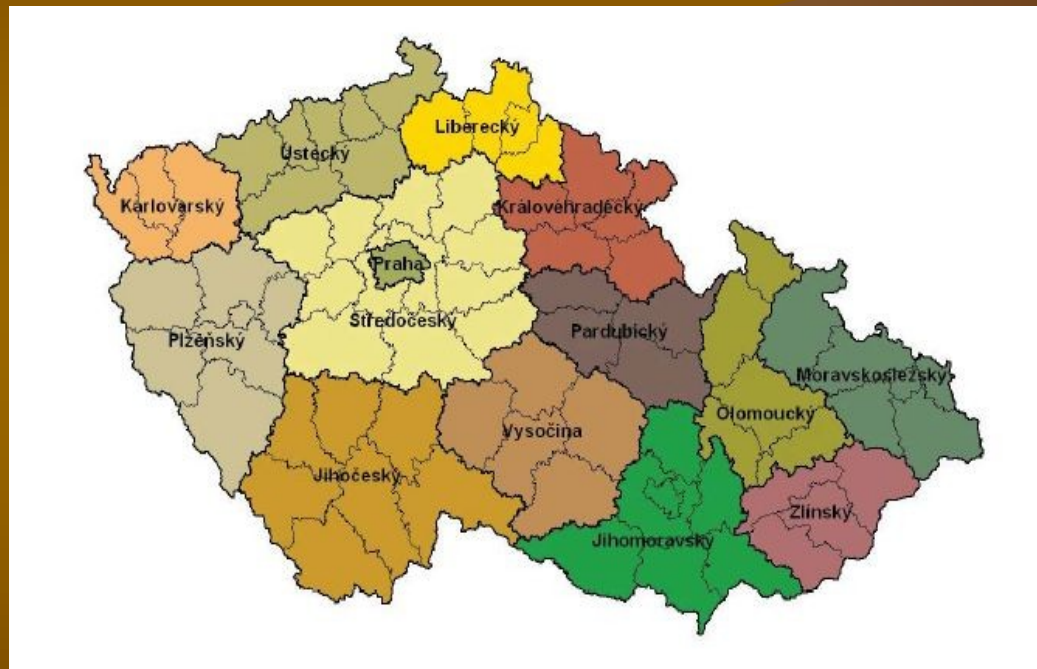 Liberecký
Ústecký
Karlovarský
Královéhradecký
Praha
Středočeský
Pardubický
Plzeňský
Moravskoslezský
Olomoucký
Vysočina
Jihočeský
Zlínský
Jihomoravský